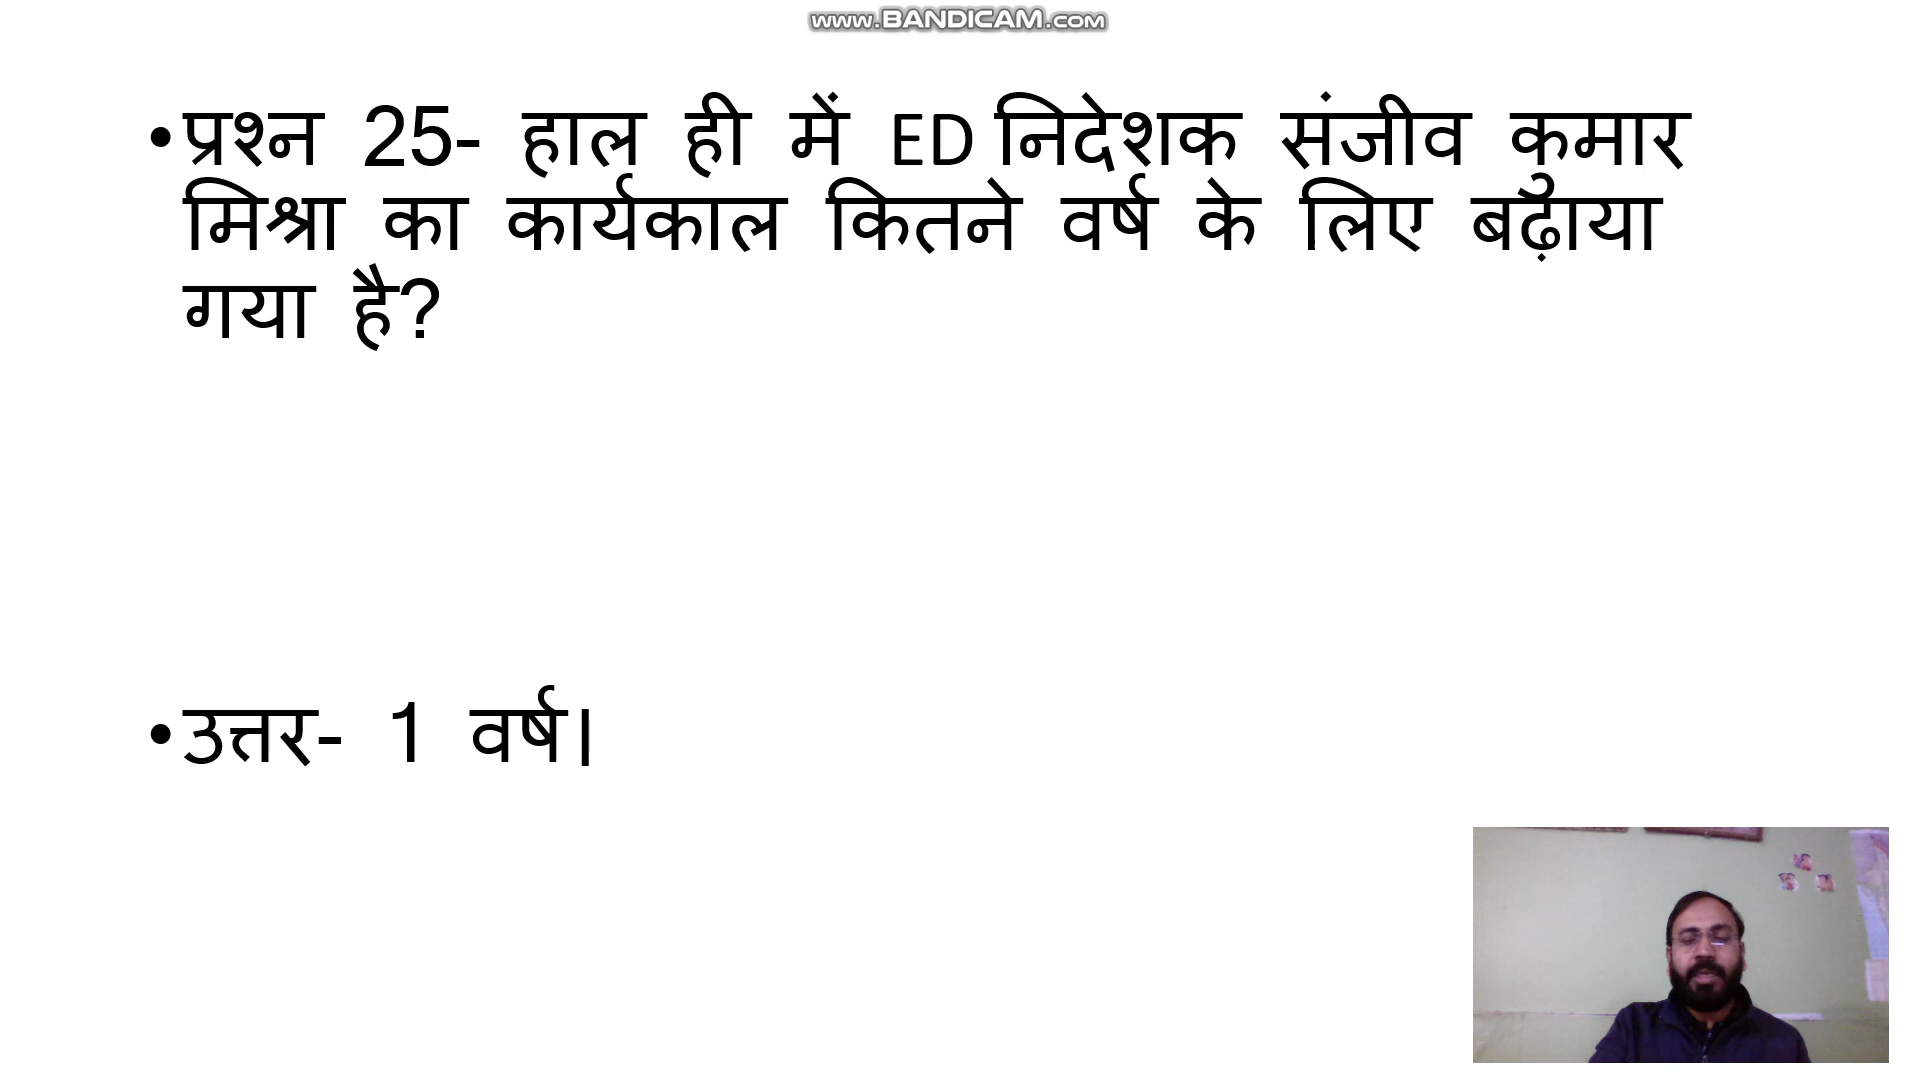 www.BANDICAM.com
•प्रश्न 25- हाल ही में ED निदेशक संजीव कुमार
मिश्रा का कार्यकाल कितने वर्ष के लिए बढ़ाया
गया है?
•उत्तर- 1 वर्ष।